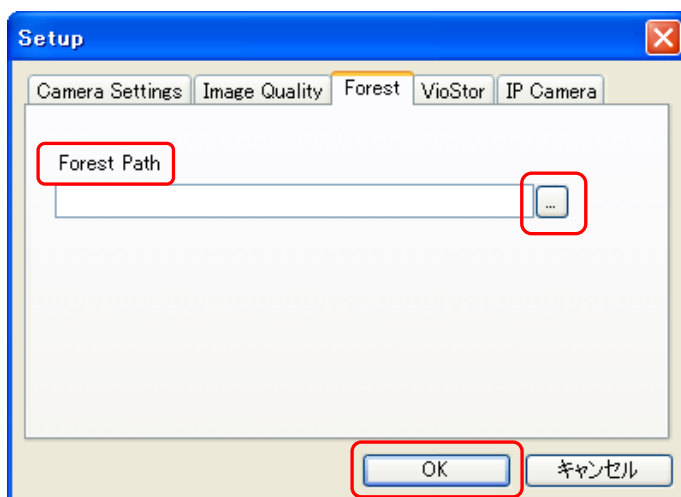 Setup
Camera Settings Image Quality Forest VioStor IP Camera
Forest Path
...
OK キャンセル